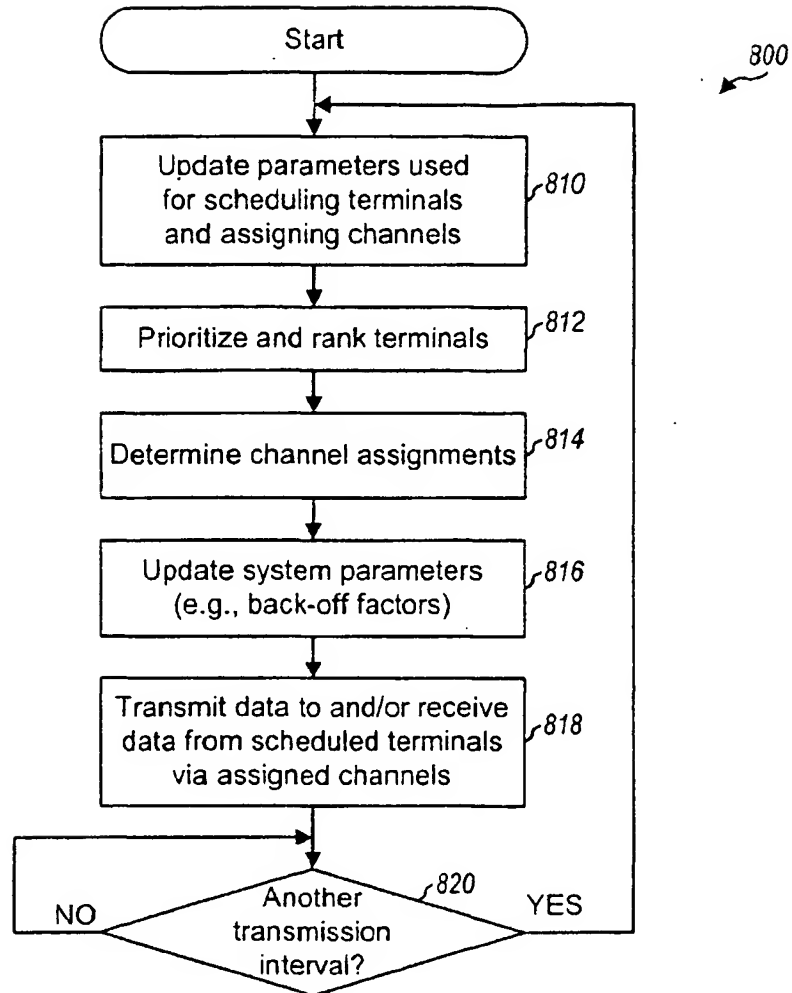 Start
800
Update parameters used
for scheduling terminals
and assigning channels
810
Prioritize and rank terminals
812
Determine channel assignments
814
Update system parameters
(e.g., back-off factors)
816
Transmit data to and/or receive
data from scheduled terminals
via assigned channels
818
820
Another
transmission
interval?
NO
YES